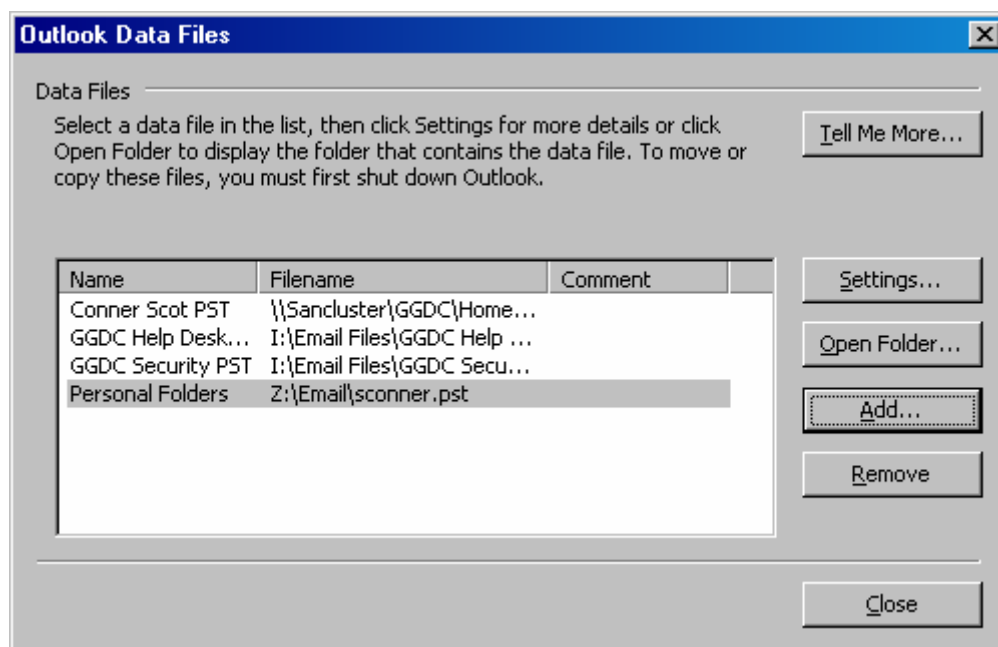 Outlook Data Files
Data Files
Select a data file in the list, then click Settings for more details or click
Open Folder to display the folder that contains the data file. To move or
copy these files, you must first shut down Outlook.
Tell Me More...
Name Filename Comment
Conner Scot PST \\Sancluster\GGDC\Home...
GGDC Help Desk... I:\Email Files\GGDC Help ...
GGDC Security PST I:\Email Files\GGDC Secu...
Personal Folders Z:\Email\sconner.pst
Settings...
Open Folder...
Add...
Remove
Close